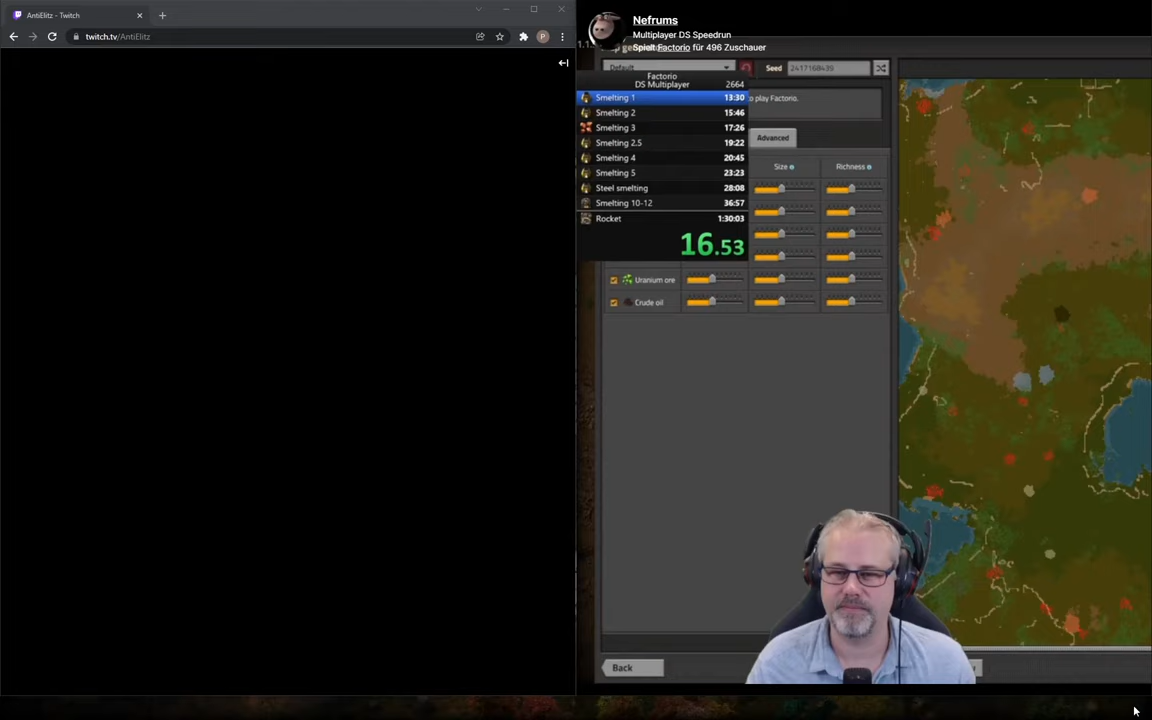 AntiElitz - Twitch
twitch.tv/AntiElitz
P
Nefrums
Multiplayer DS Speedrun
Spielt Factorio für 496 Zuschauer
1.1
Default
Seed
2417168439
Factorio
DS Multiplayer 2664
to play Factorio.
Smelting 1 13:30
Smelting 2 15:46
Smelting 3 17:26
Smelting 2.5 19:22
Advanced
Smelting 4 20:45
Smelting 5 23:23
Size
Richness
Steel smelting 28:08
Smelting 10-12 36:57
Rocket 1:30:03
16.53
Uranium ore
Crude oil
Back